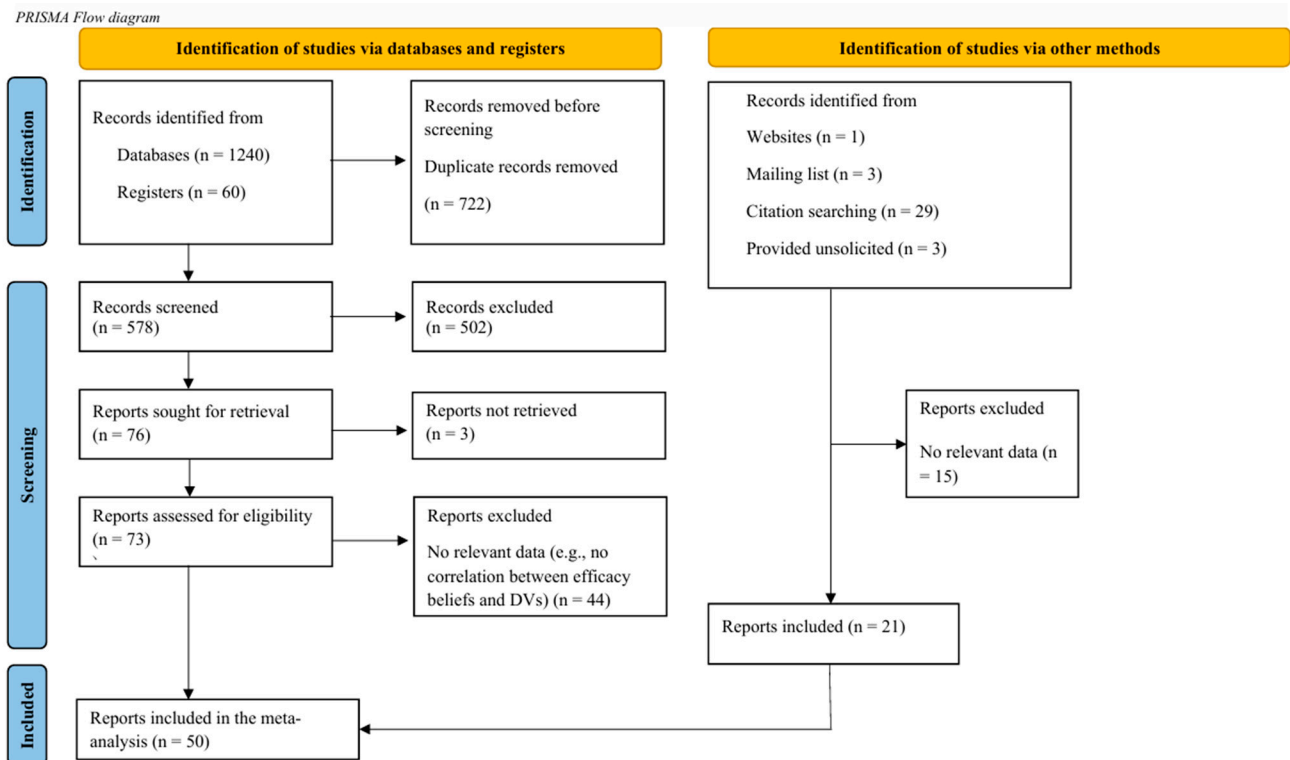 PRISMA Flow diagram
Identification of studies via databases and registers
Identification of studies via other methods
Identification
Records identified from
Databases (n = 1240)
Registers (n = 60)
Records removed before
screening
Duplicate records removed
(n = 722)
Records identified from
Websites (n = 1)
Mailing list (n = 3)
Citation searching (n = 29)
Provided unsolicited (n = 3)
Screening
Records screened
(n = 578)
Records excluded
(n = 502)
Reports sought for retrieval
(n = 76)
Reports not retrieved
(n = 3)
Reports excluded
No relevant data (n
= 15)
Reports assessed for eligibility
(n = 73)
`
Reports excluded
No relevant data (e.g., no
correlation between efficacy
beliefs and DVs) (n = 44)
Reports included (n = 21)
Included
Reports included in the meta-
analysis (n = 50)